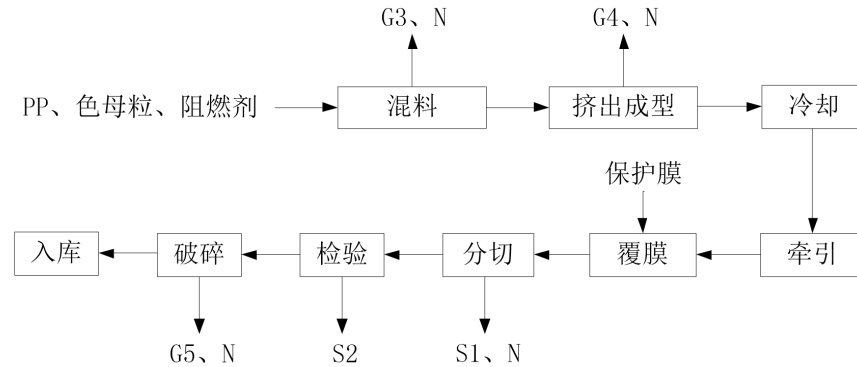 G3、N
G4、N
PP、色母粒、阻燃剂
混料
挤出成型
冷却
保护膜
入库
破碎
检验
分切
覆膜
牵引
G5、N
S2
S1、N